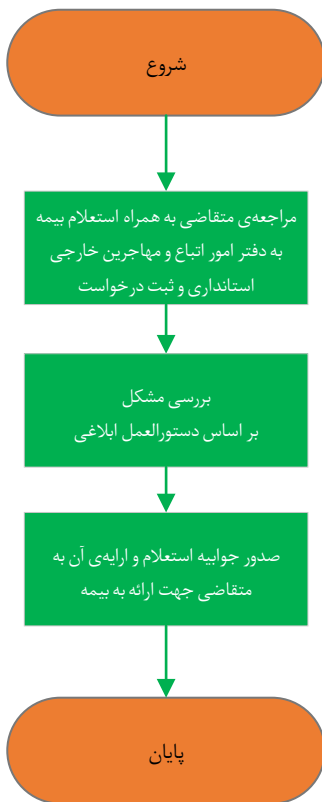 شروع
مراجعه‌ی متقاضی به همراه استعلام بیمه
به دفتر امور اتباع و مهاجرین خارجی
استانداری و ثبت درخواست
بررسی مشکل
بر اساس دستورالعمل ابلاغی
صدور جوابیه استعلام و ارایه‌ی آن به
متقاضی جهت ارائه به بیمه
پایان